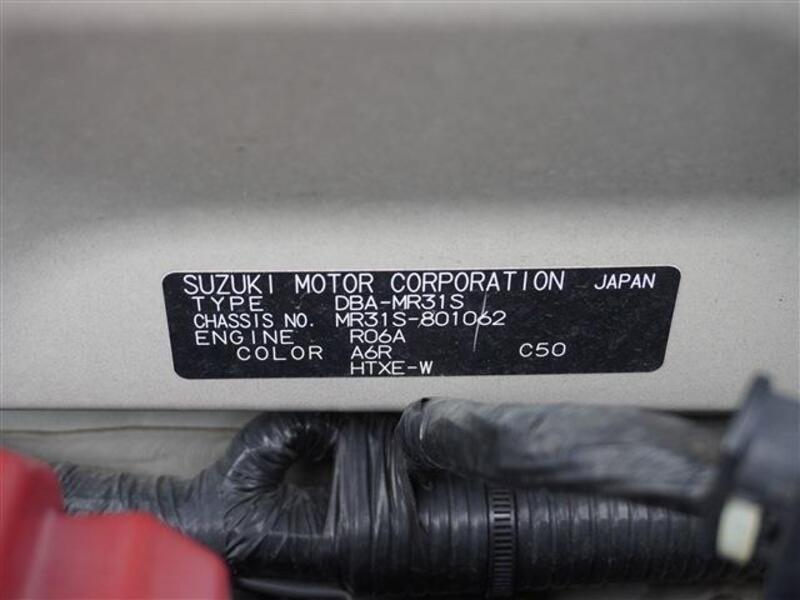 SUZUKI MOTOR CORPORATION JAPAN
TYPE DBA-MR31S
CHASSIS NO. MR31S-801062
ENGINE R06A
COLOR A6R C50
HTXE-W